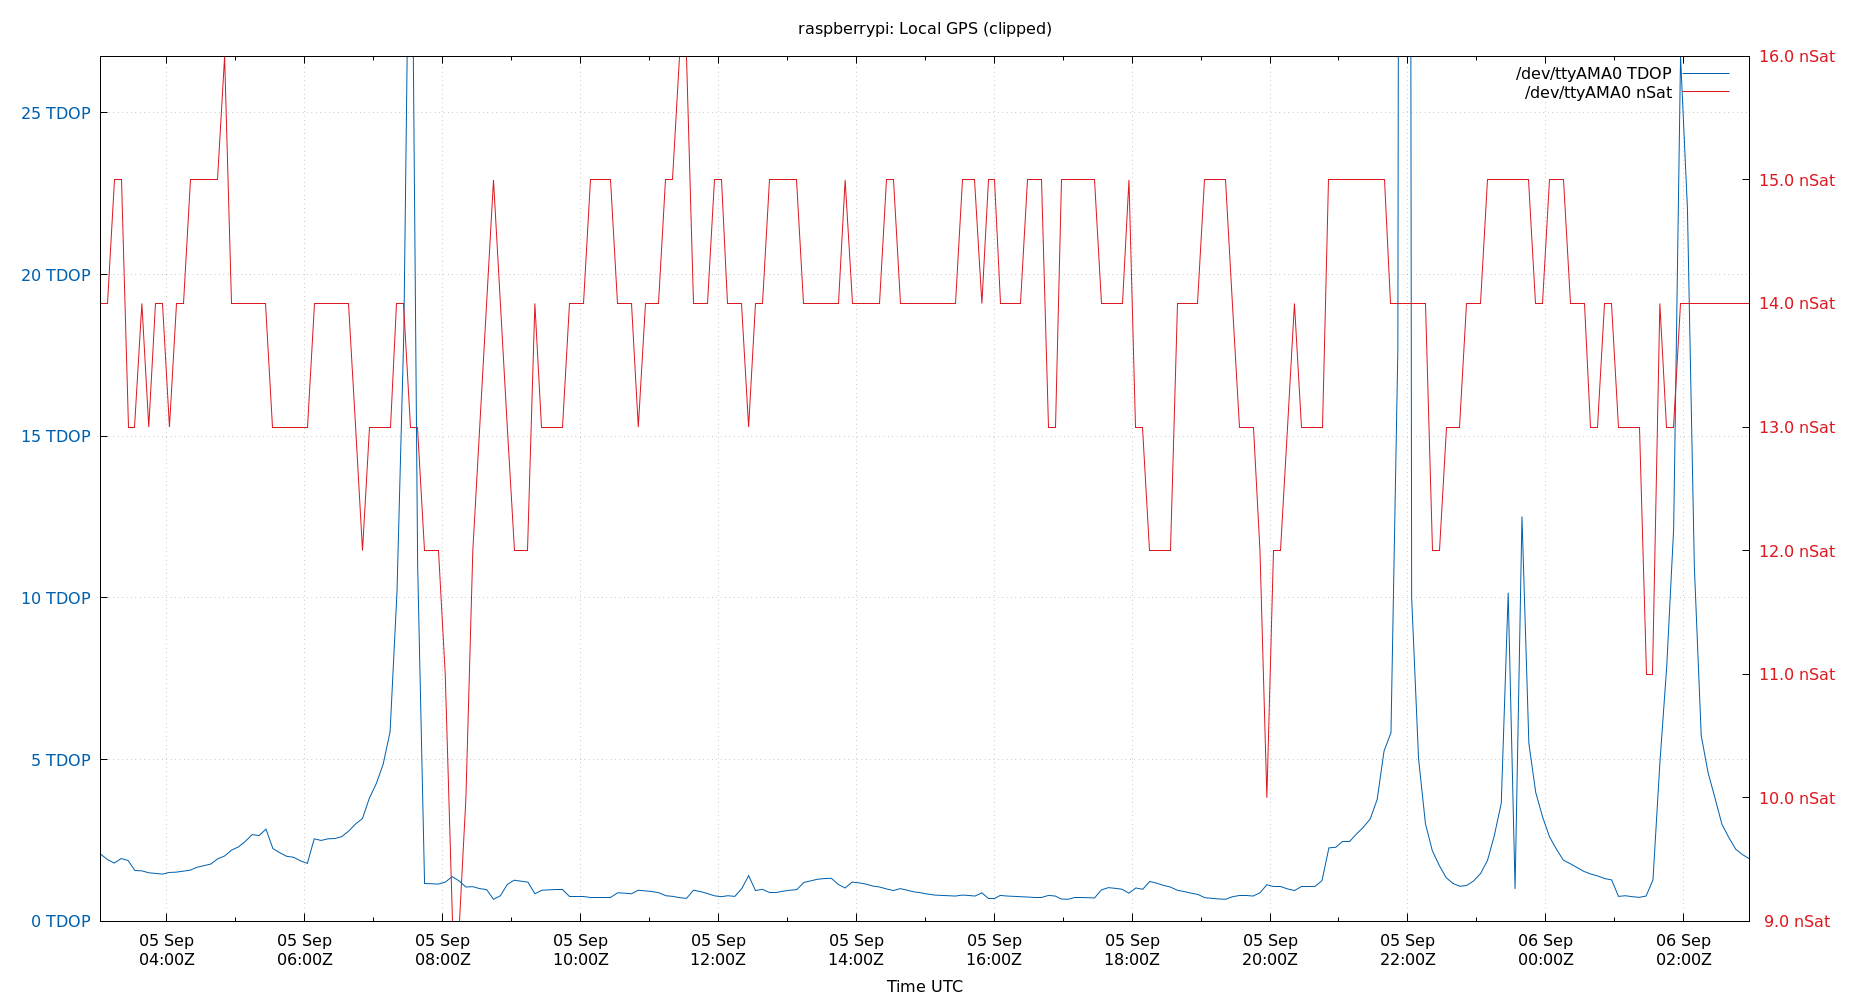 raspberrypi: Local GPS (clipped)
/dev/ttyAMA0 TDOP
/dev/ttyAMA0 nSat
25 TDOP
20 TDOP
15 TDOP
10 TDOP
5 TDOP
0 TDOP
16.0 nSat
15.0 nSat
14.0 nSat
13.0 nSat
12.0 nSat
11.0 nSat
10.0 nSat
9.0 nSat
05 Sep
04:00Z
05 Sep
06:00Z
05 Sep
08:00Z
05 Sep
10:00Z
05 Sep
12:00Z
05 Sep
14:00Z
05 Sep
16:00Z
05 Sep
18:00Z
05 Sep
20:00Z
05 Sep
22:00Z
06 Sep
00:00Z
06 Sep
02:00Z
Time UTC